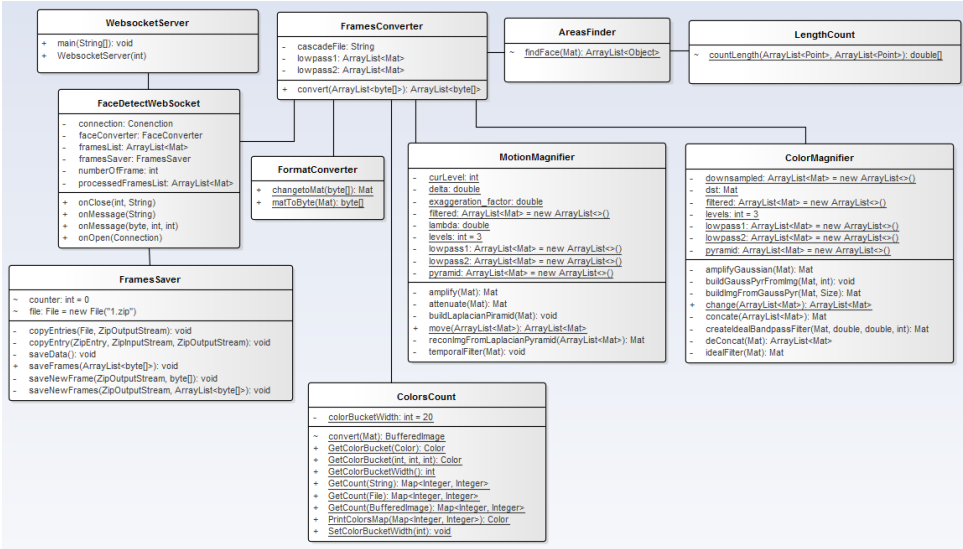 WebsocketServer
+ main(String[]): void
+ WebsocketServer(int)
FramesConverter
- cascadeFile: String
- lowpass1: ArrayList<Mat>
- lowpass2: ArrayList<Mat>
+ convert(ArrayList<byte[]>): ArrayList<byte[]>
AreasFinder
~ findFace(Mat): ArrayList<Object>
LengthCount
~ countLength(ArrayList<Point>, ArrayList<Point>): double[]
FaceDetectWebSocket
- connection: Conenction
- faceConverter: FaceConverter
- framesList: ArrayList<Mat>
- framesSaver: FramesSaver
- numberOfFrame: int
- processedFramesList: ArrayList<Mat>
+ onClose(int, String)
+ onMessage(String)
+ onMessage(byte, int, int)
+ onOpen(Connection)
FormatConverter
+ changetoMat(byte[]): Mat
+ matToByte(Mat): byte[]
MotionMagnifier
- curLevel: int
- delta: double
- exaggeration_factor: double
- filtered: ArrayList<Mat> = new ArrayList<>()
- lambda: double
- levels: int = 3
- lowpass1: ArrayList<Mat> = new ArrayList<>()
- lowpass2: ArrayList<Mat> = new ArrayList<>()
- pyramid: ArrayList<Mat> = new ArrayList<>()
- amplify(Mat): Mat
- attenuate(Mat): Mat
- buildLaplacianPiramid(Mat): void
+ move(ArrayList<Mat>): ArrayList<Mat>
- reconImgFromLaplacianPyramid(ArrayList<Mat>): Mat
- temporalFilter(Mat): void
ColorMagnifier
- downsampled: ArrayList<Mat> = new ArrayList<>()
- dst: Mat
- filtered: ArrayList<Mat> = new ArrayList<>()
- levels: int = 3
- lowpass1: ArrayList<Mat> = new ArrayList<>()
- lowpass2: ArrayList<Mat> = new ArrayList<>()
- pyramid: ArrayList<Mat> = new ArrayList<>()
- amplifyGaussian(Mat): Mat
- buildGaussPyrFromImg(Mat, int): void
- buildImgFromGaussPyr(Mat, Size): Mat
+ change(ArrayList<Mat>): ArrayList<Mat>
- concate(ArrayList<Mat>): Mat
- createIdealBandpassFilter(Mat, double, double, int): Mat
- deConcat(Mat): ArrayList<Mat>
- idealFilter(Mat): Mat
FramesSaver
~ counter: int = 0
~ file: File = new File("1.zip")
- copyEntries(File, ZipOutputStream): void
- copyEntry(ZipEntry, ZipInputStream, ZipOutputStream): void
- saveData(): void
+ saveFrames(ArrayList<byte[]>): void
- saveNewFrame(ZipOutputStream, byte[]): void
- saveNewFrames(ZipOutputStream, ArrayList<byte[]>): void
ColorsCount
- colorBucketWidth: int = 20
~ convert(Mat): BufferedImage
+ GetColorBucket(Color): Color
+ GetColorBucket(int, int, int): Color
+ GetColorBucketWidth(): int
+ GetCount(String): Map<Integer, Integer>
+ GetCount(File): Map<Integer, Integer>
+ GetCount(BufferedImage): Map<Integer, Integer>
+ PrintColorsMap(Map<Integer, Integer>): Color
+ SetColorBucketWidth(int): void